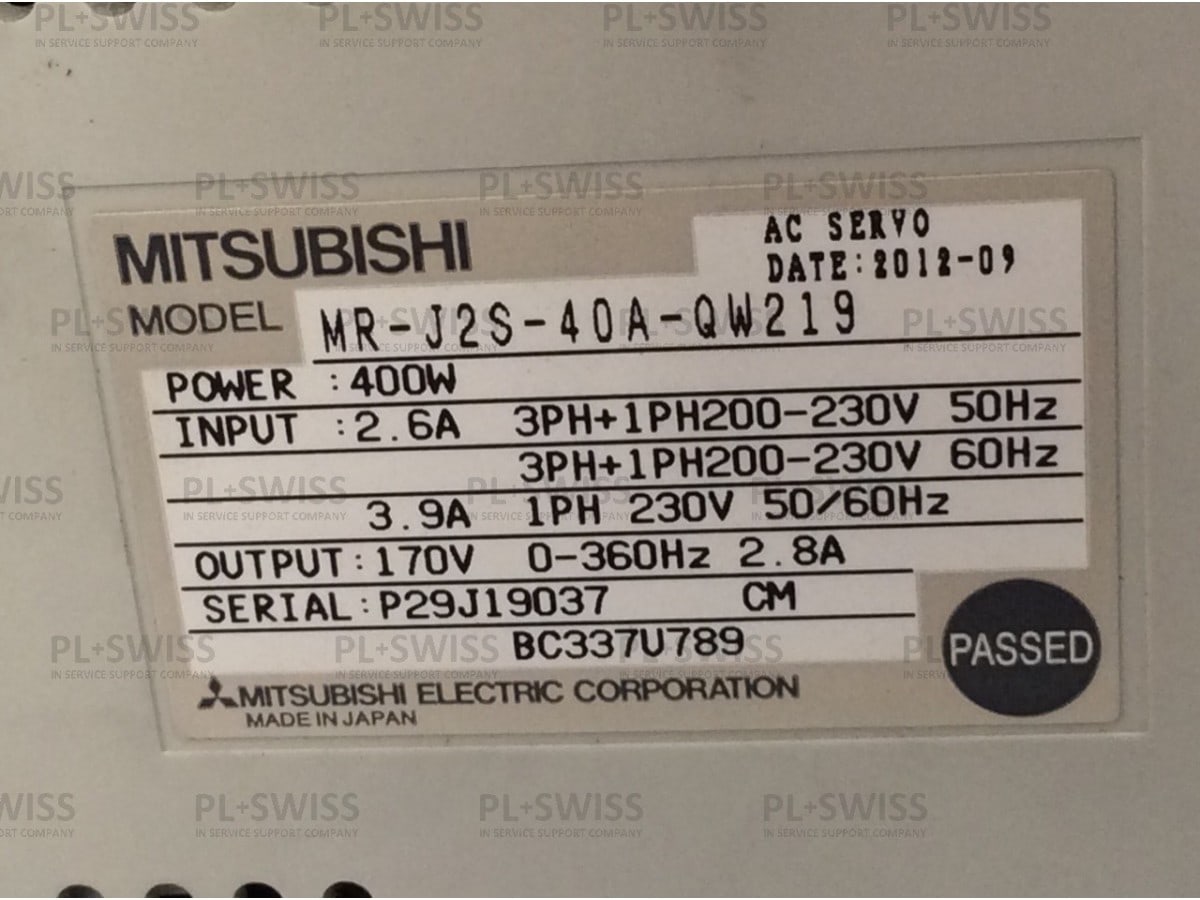 MITSUBISHI
AC SERVO
DATE:2012-09
MODEL MR-J2S-40A-QW219
POWER :400W
INPUT :2.6A 3PH+1PH200-230V 50Hz
3PH+1PH200-230V 60Hz
3.9A 1PH 230V 50/60Hz
OUTPUT:170V 0-360Hz 2.8A
SERIAL:P29J19037 CM
BC337U789
PASSED
MITSUBISHI ELECTRIC CORPORATION
MADE IN JAPAN
PL+SWISS
IN SERVICE SUPPORT COMPANY